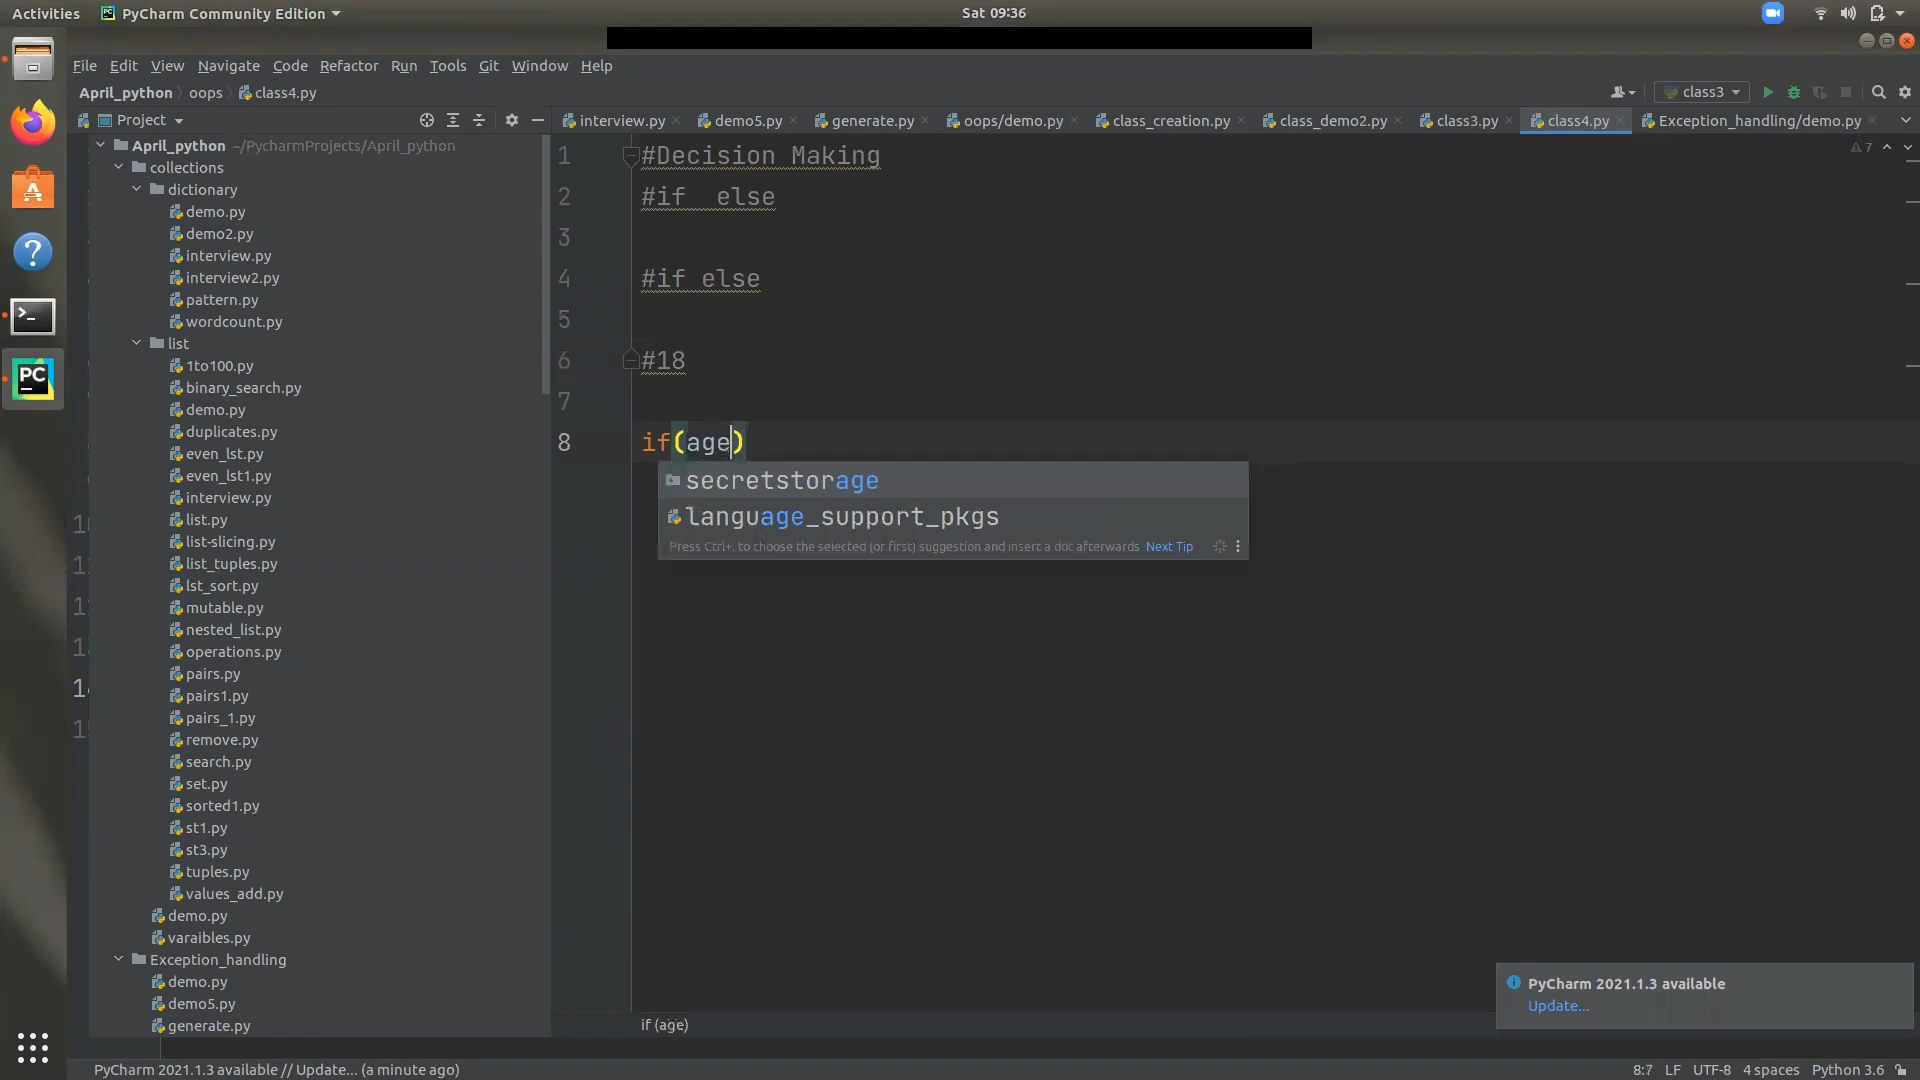 Activities PyCharm Community Edition Sat 09:36
File Edit View Navigate Code Refactor Run Tools Git Window Help
April_python oops class4.py class3
Project interview.py demo5.py generate.py oops/demo.py class_creation.py class_demo2.py class3.py class4.py Exception_handling/demo.py
April_python ~/PycharmProjects/April_python
collections
dictionary
demo.py
demo2.py
interview.py
interview2.py
pattern.py
wordcount.py
list
1to100.py
binary_search.py
demo.py
duplicates.py
even_lst.py
even_lst1.py
interview.py
list.py
list-slicing.py
list_tuples.py
lst_sort.py
mutable.py
nested_list.py
operations.py
pairs.py
pairs1.py
pairs_1.py
remove.py
search.py
set.py
sorted1.py
st1.py
st3.py
tuples.py
values_add.py
demo.py
varaibles.py
Exception_handling
demo.py
demo5.py
generate.py
7
1 #Decision Making
2 #if  else
3
4 #if else
5
6 #18
7
8 if(age)
secretstorage
language_support_pkgs
Press Ctrl+. to choose the selected (or first) suggestion and insert a dot afterwards Next Tip
PyCharm 2021.1.3 available
Update...
if (age)
PyCharm 2021.1.3 available // Update... (a minute ago) 8:7 LF UTF-8 4 spaces Python 3.6